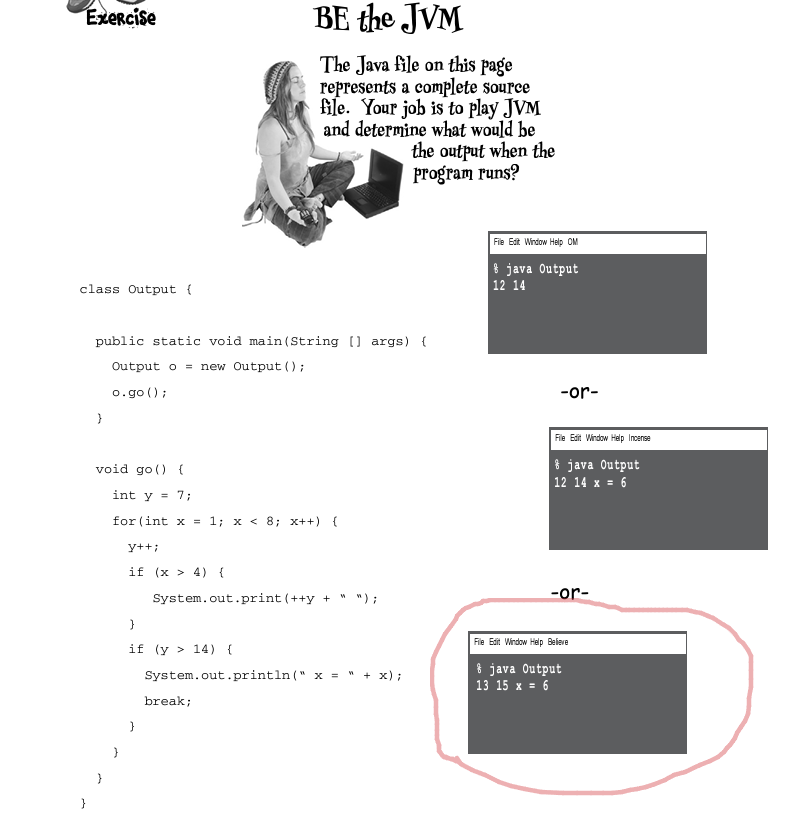 Exercise
BE the JVM
The Java file on this page
represents a complete source
file. Your job is to play JVM
and determine what would be
the output when the
program runs?
class Output {
public static void main(String [] args) {
Output o = new Output();
o.go();
}
void go() {
int y = 7;
for(int x = 1; x < 8; x++) {
y++;
if (x > 4) {
System.out.print(++y + “ “);
}
if (y > 14) {
System.out.println(“ x = “ + x);
break;
}
}
}
}
File Edit Window Help OM
% java Output
12 14
-or-
File Edit Window Help Incense
% java Output
12 14 x = 6
-or-
File Edit Window Help Believe
% java Output
13 15 x = 6